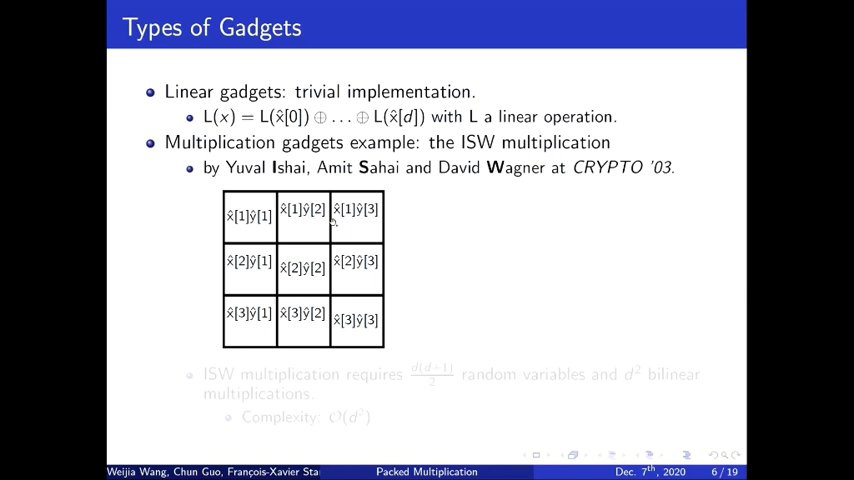 Types of Gadgets
Linear gadgets: trivial implementation.
L(x) = L(x̂[0]) ⊕ … ⊕ L(x̂[d]) with L a linear operation.
Multiplication gadgets example: the ISW multiplication
by Yuval Ishai, Amit Sahai and David Wagner at CRYPTO '03.
x̂[1]ŷ[1] x̂[1]ŷ[2] x̂[1]ŷ[3]
x̂[2]ŷ[1] x̂[2]ŷ[2] x̂[2]ŷ[3]
x̂[3]ŷ[1] x̂[3]ŷ[2] x̂[3]ŷ[3]
ISW multiplication requires d(d+1)/2 random variables and d² bilinear
multiplications.
Complexity: O(d²)
Weijia Wang, Chun Guo, François-Xavier Sta Packed Multiplication Dec. 7th, 2020 6 / 19